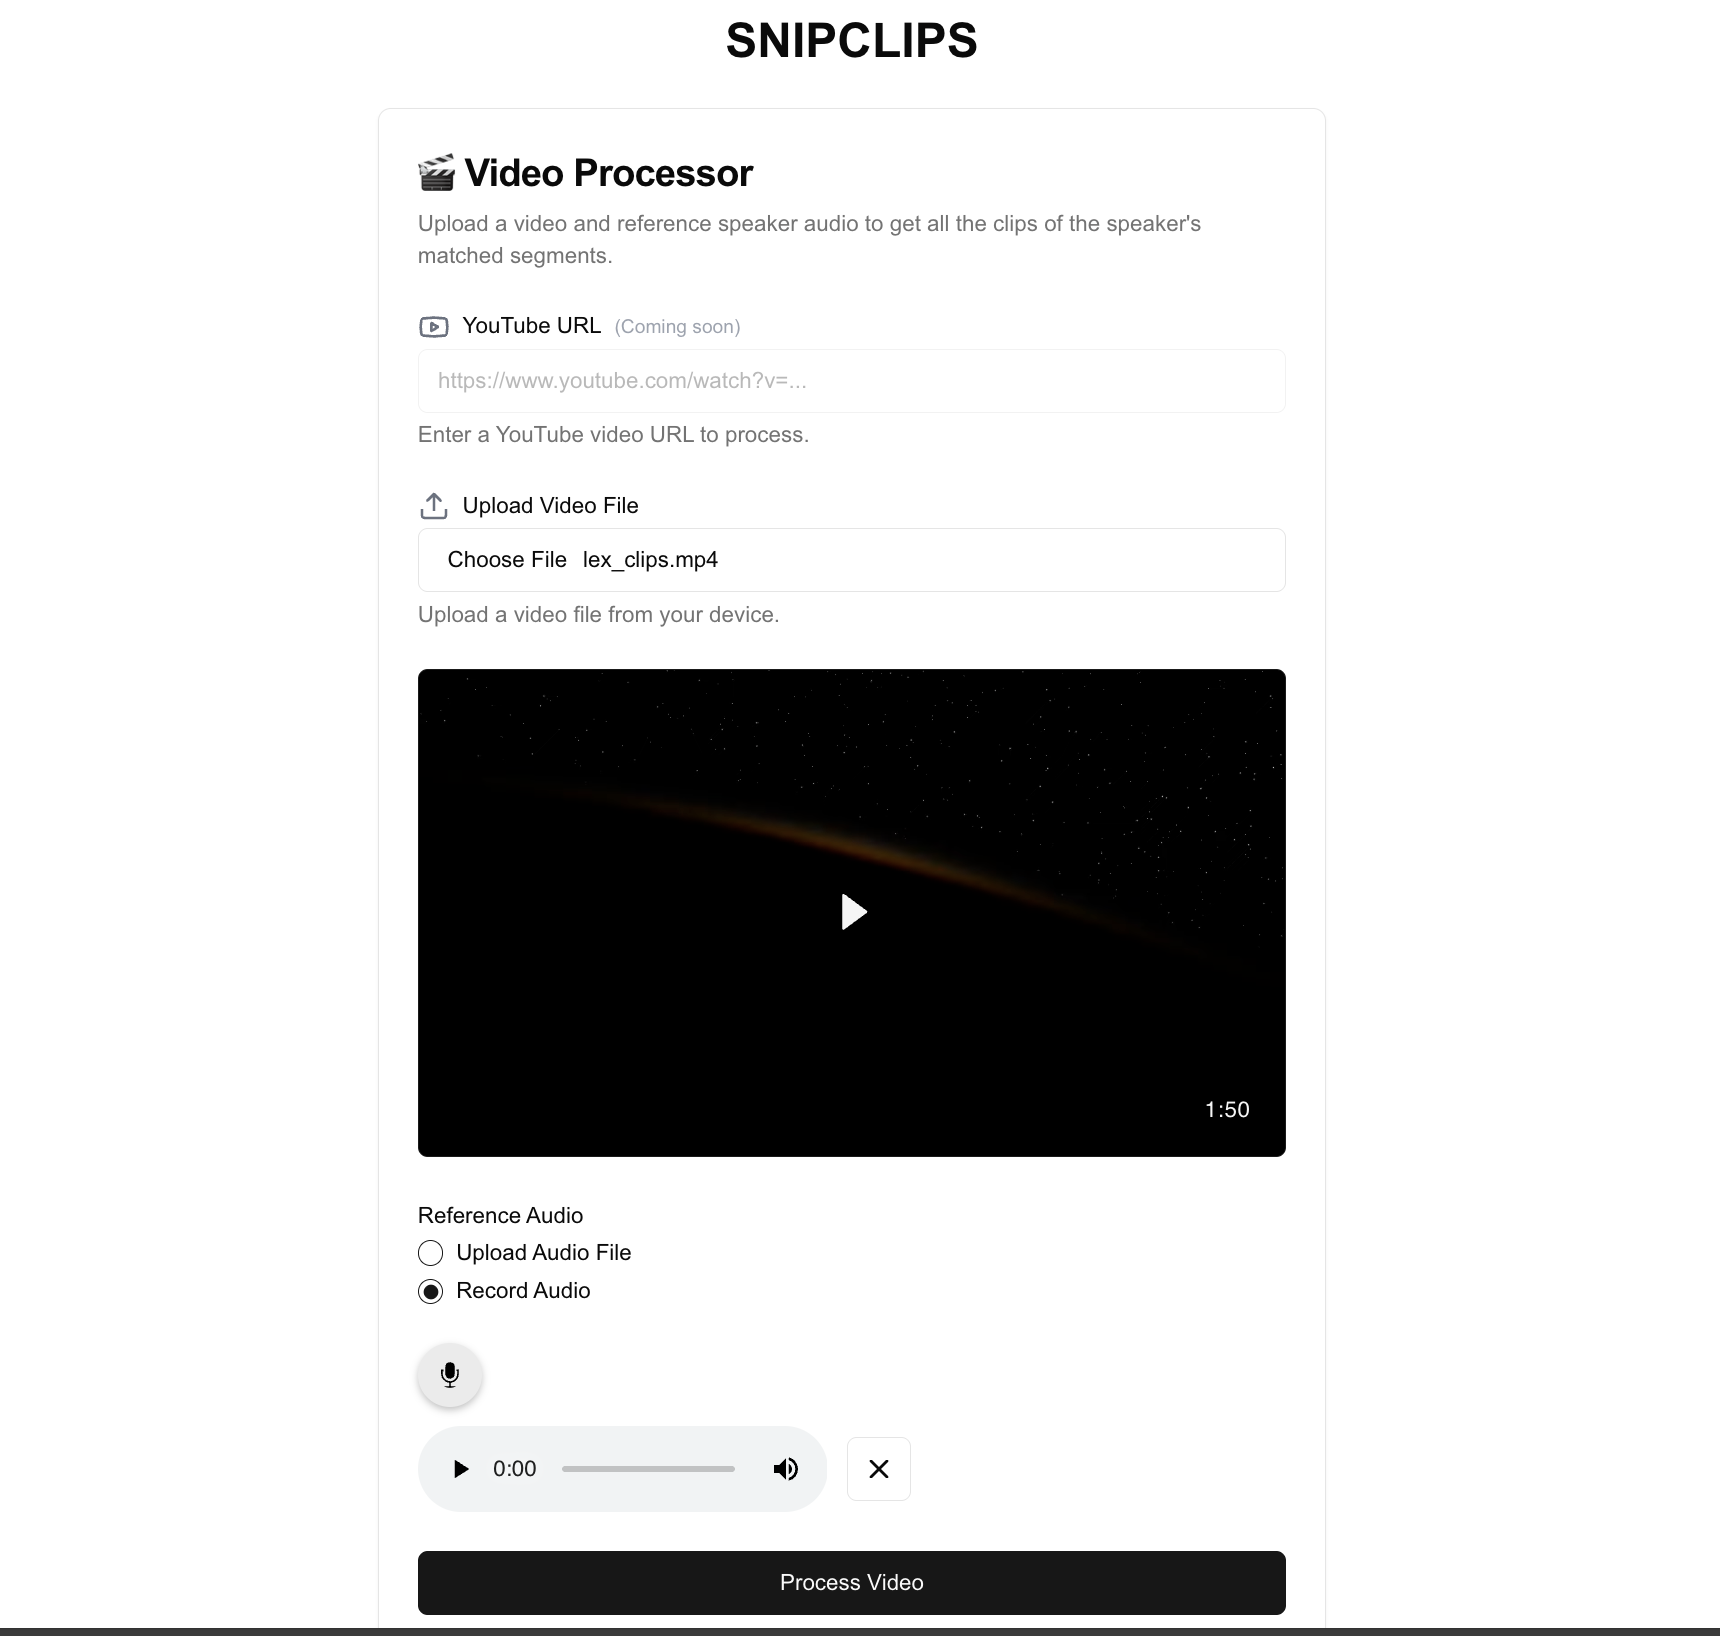 SNIPCLIPS
Video Processor
Upload a video and reference speaker audio to get all the clips of the speaker's
matched segments.
YouTube URL (Coming soon)
https://www.youtube.com/watch?v=...
Enter a YouTube video URL to process.
Upload Video File
Choose File lex_clips.mp4
Upload a video file from your device.
1:50
Reference Audio
Upload Audio File
Record Audio
0:00
Process Video